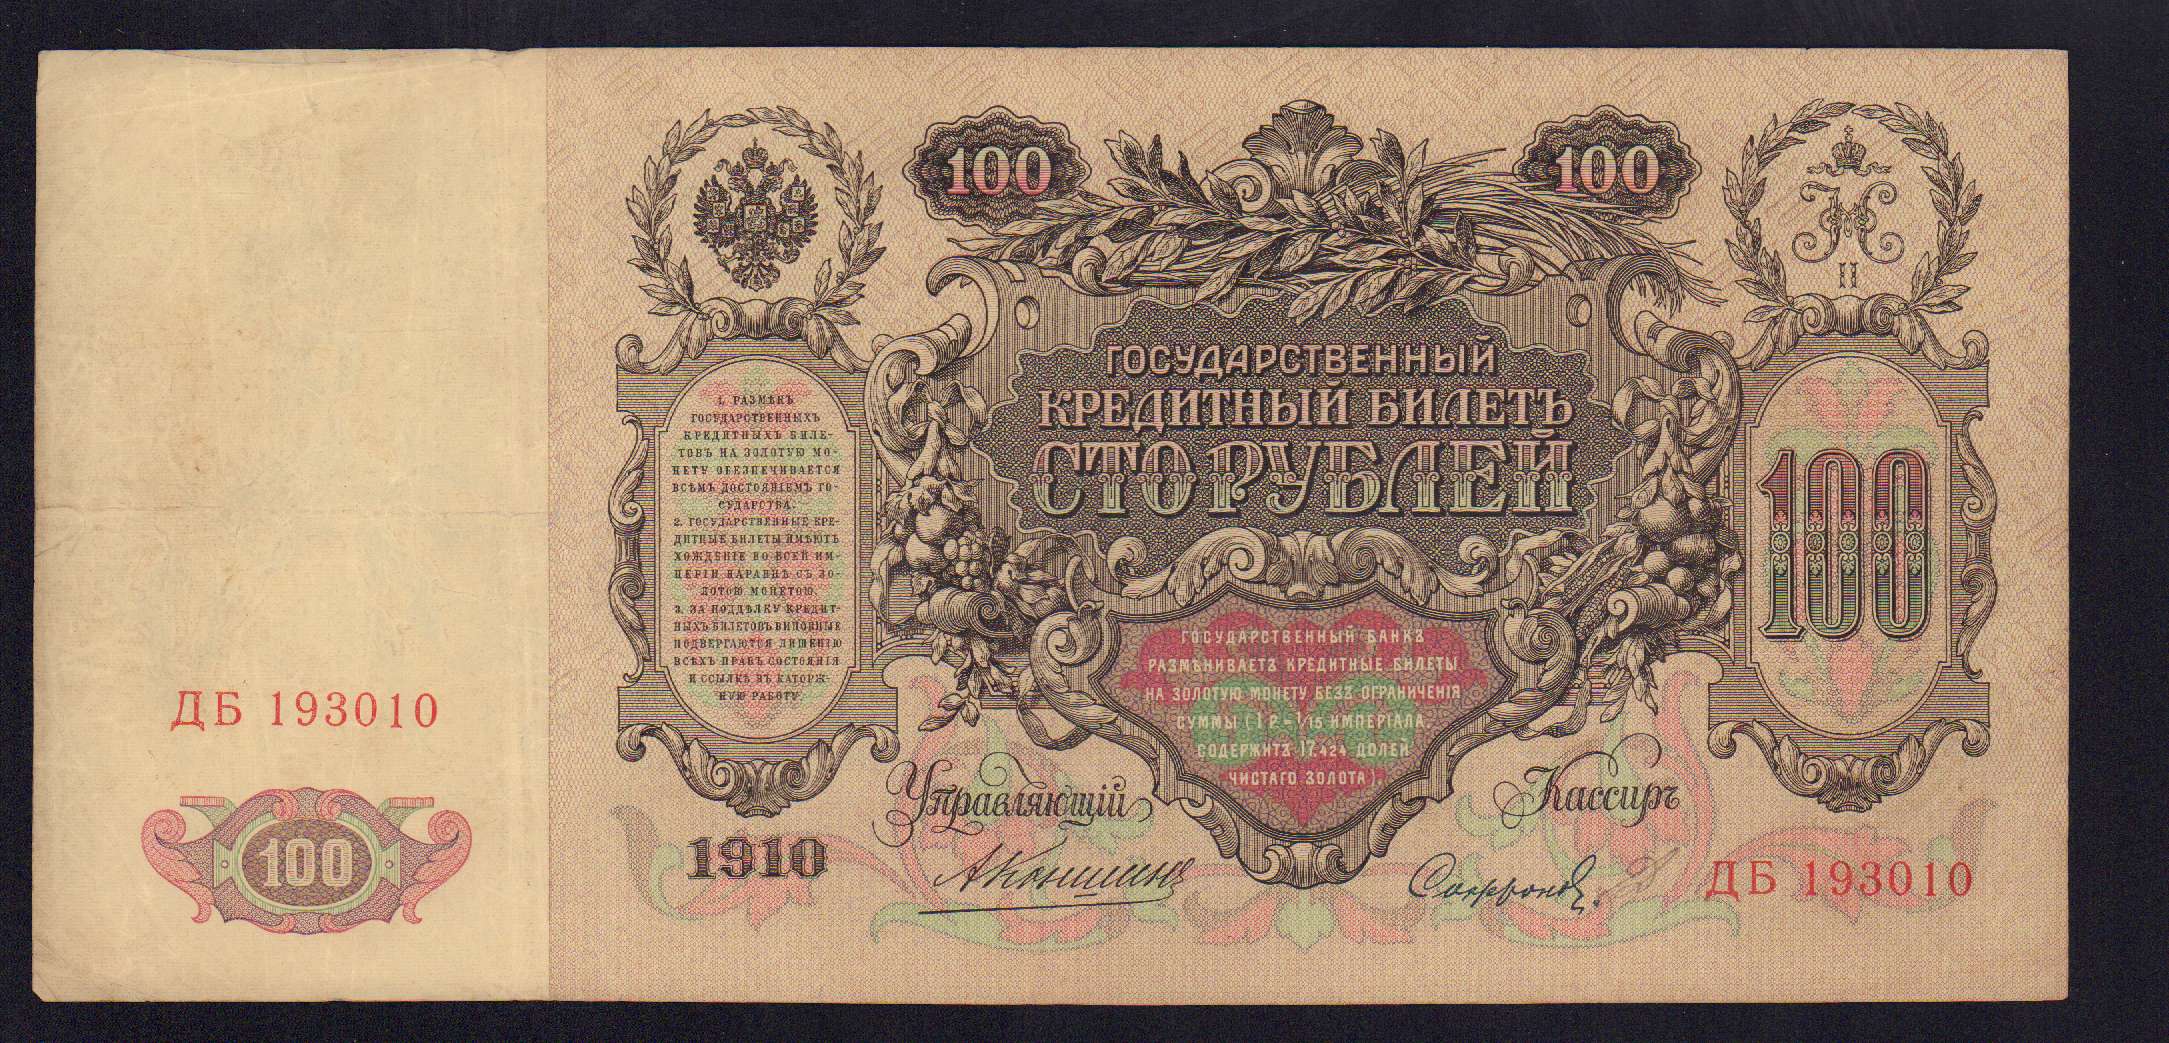 100
100
II
ГОСУДАРСТВЕННЫЙ
КРЕДИТНЫЙ БИЛЕТЪ
СТО РУБЛЕЙ
1. РАЗМѢНЪ
ГОСУДАРСТВЕННЫХЪ
КРЕДИТНЫХЪ БИЛЕ-
ТОВЪ НА ЗОЛОТУЮ МО-
НЕТУ ОБЕЗПЕЧИВАЕТСЯ
ВСѢМЪ ДОСТОЯНІЕМЪ ГО-
СУДАРСТВА.
2. ГОСУДАРСТВЕННЫЕ КРЕ-
ДИТНЫЕ БИЛЕТЫ ИМѢЮТЪ
ХОЖДЕНІЕ ВО ВСЕЙ ИМ-
ПЕРІИ НАРАВНѢ СЪ ЗО-
ЛОТОЮ МОНЕТОЮ.
3. ЗА ПОДДѢЛКУ КРЕДИТ-
НЫХЪ БИЛЕТОВЪ ВИНОВНЫЕ
ПОДВЕРГАЮТСЯ ЛИШЕНІЮ
ВСѢХЪ ПРАВЪ СОСТОЯНІЯ
И ССЫЛКѢ ВЪ КАТОРЖ-
НУЮ РАБОТУ.
100
ГОСУДАРСТВЕННЫЙ БАНКЪ
РАЗМѢНИВАЕТЪ КРЕДИТНЫЕ БИЛЕТЫ
НА ЗОЛОТУЮ МОНЕТУ БЕЗЪ ОГРАНИЧЕНІЯ
СУММЫ (1 Р. = 1/15 ИМПЕРІАЛА,
СОДЕРЖИТЪ 17,424 ДОЛЕЙ
ЧИСТАГО ЗОЛОТА).
ДБ 193010
Управляющій
Кассиръ
100
1910
АКоншинъ
Софронов
ДБ 193010